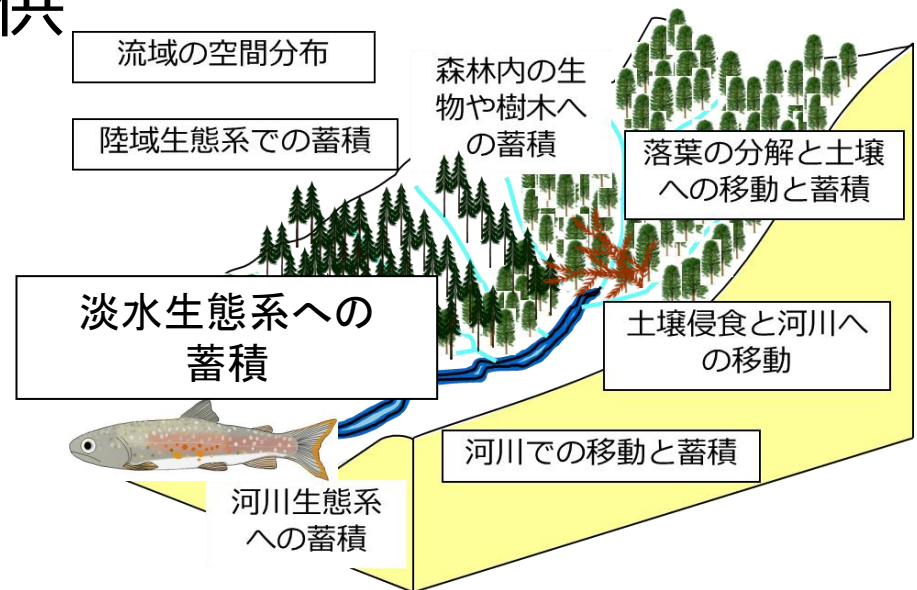 供
流域の空間分布
森林内の生
物や樹木へ
の蓄積
陸域生態系での蓄積
落葉の分解と土壌
への移動と蓄積
淡水生態系への
蓄積
土壌侵食と河川へ
の移動
河川での移動と蓄積
河川生態系
への蓄積